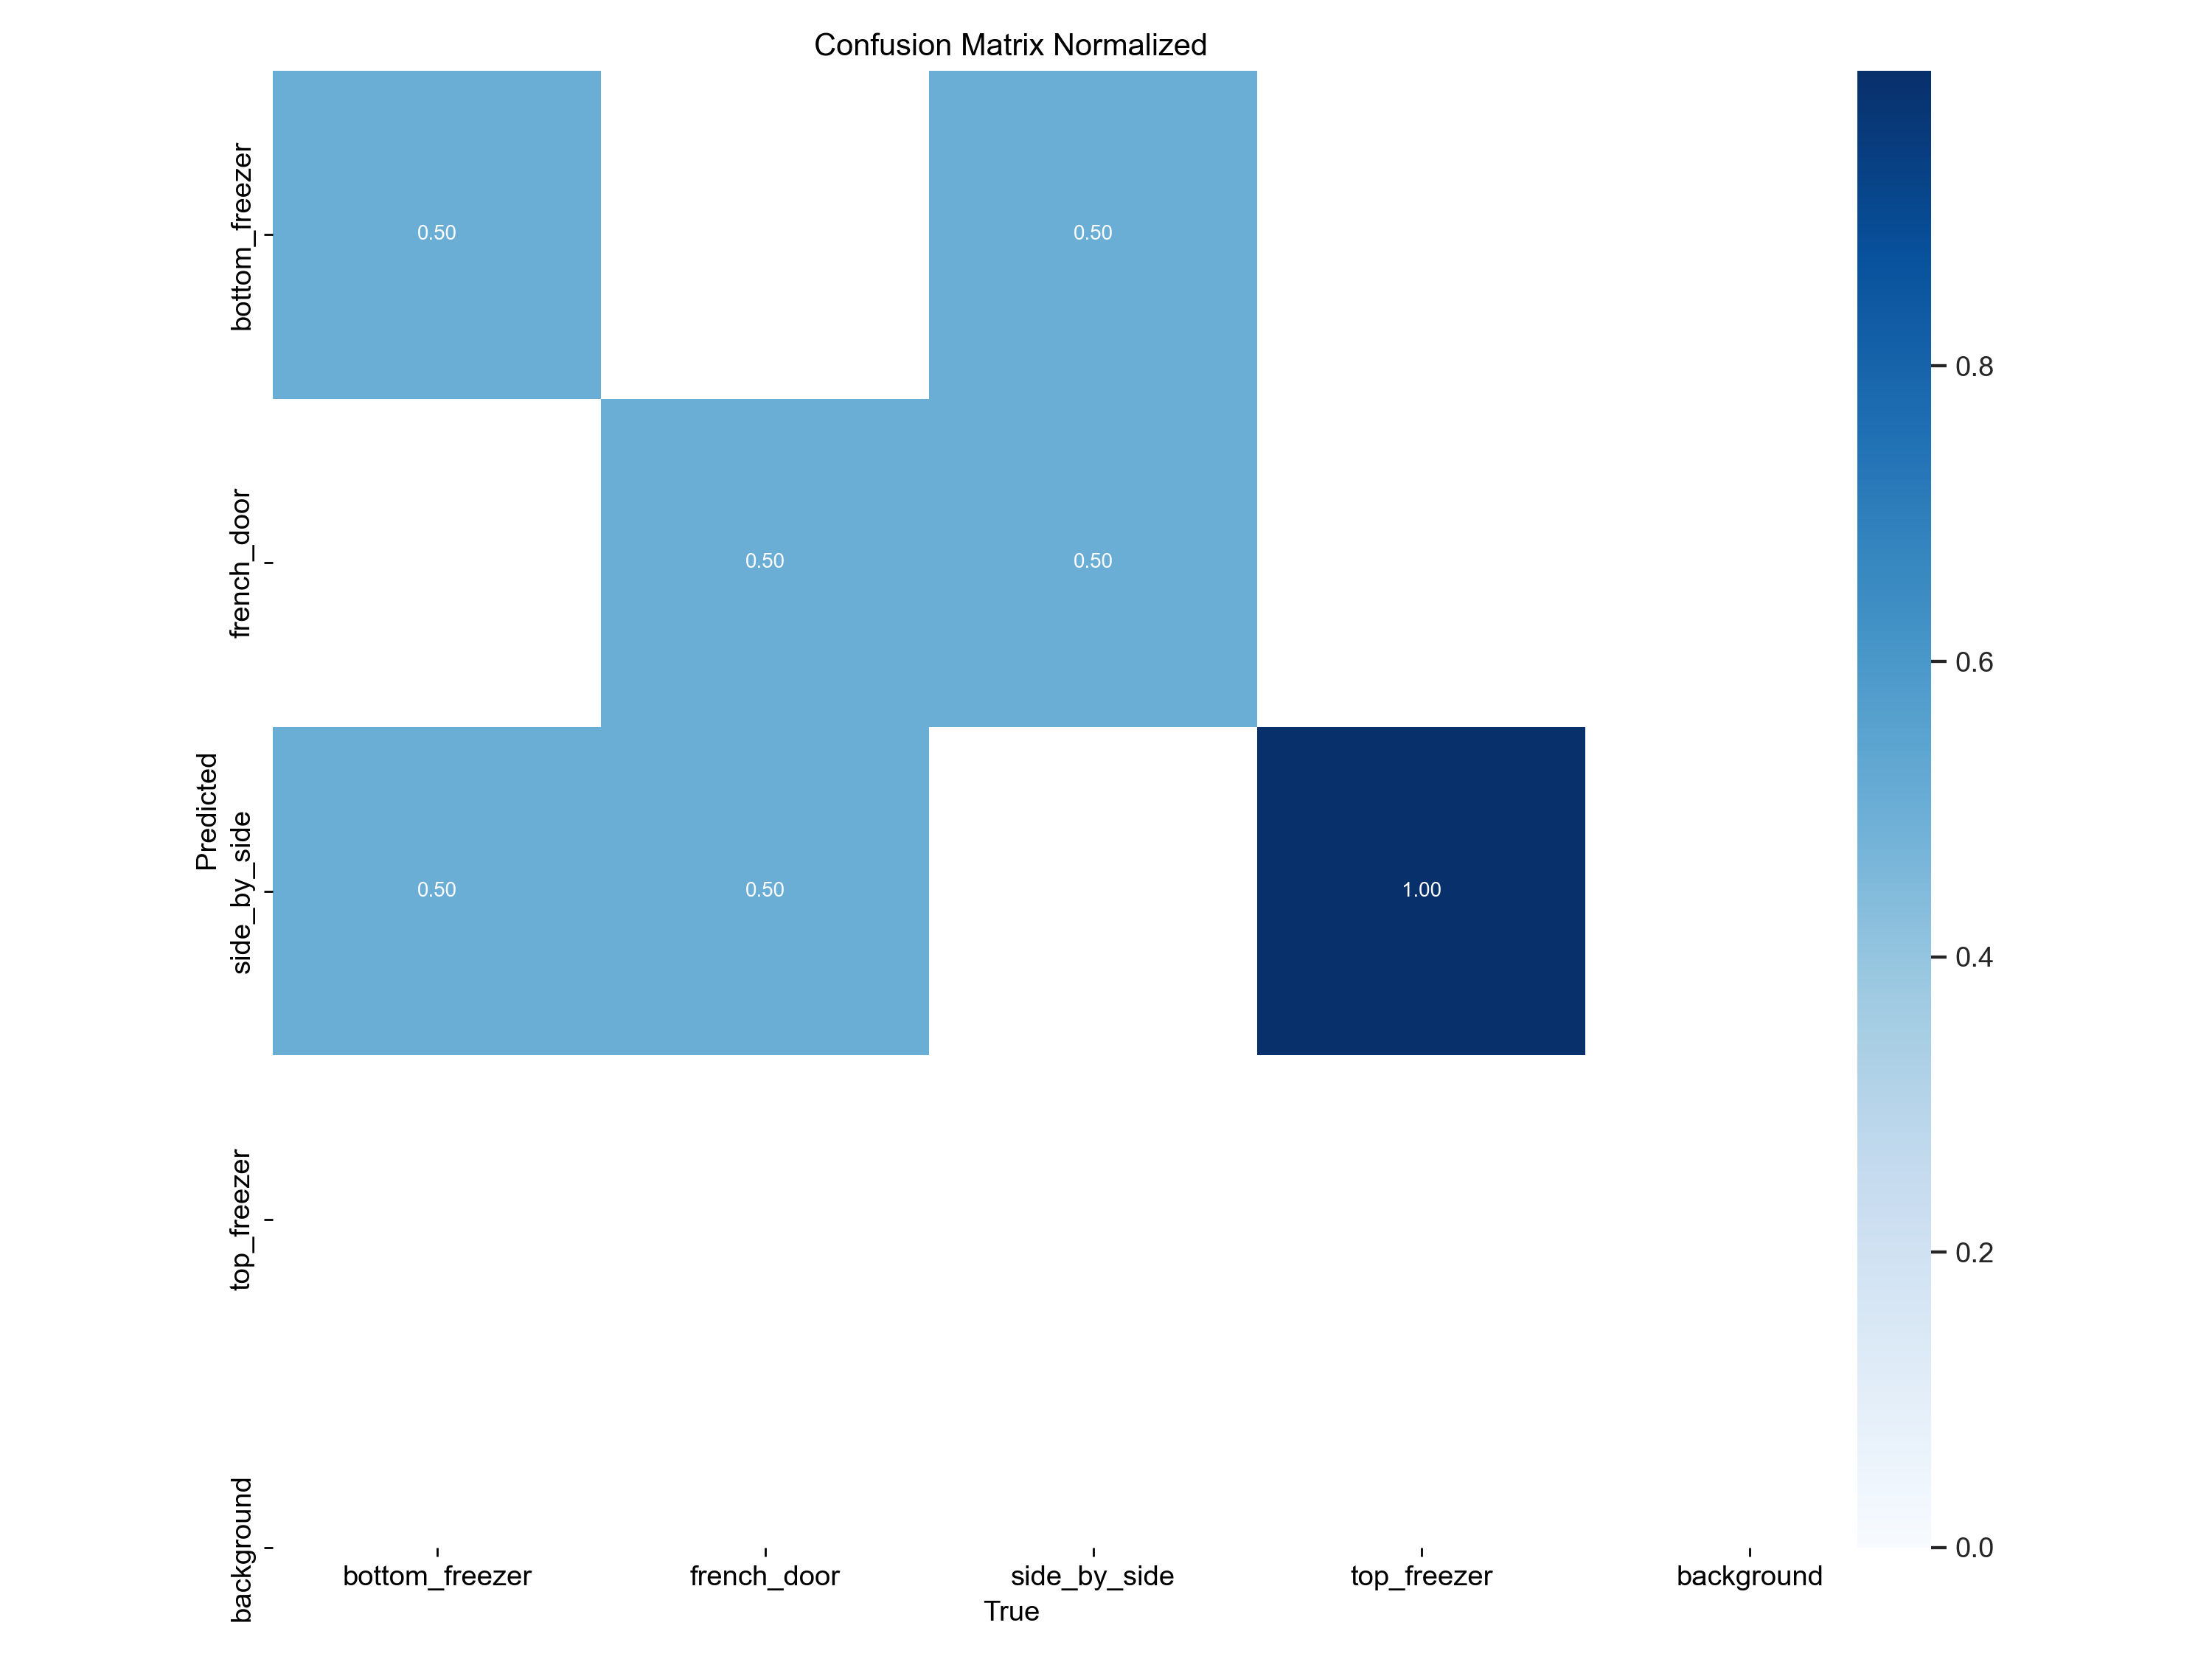 Confusion Matrix Normalized
bottom_freezer
french_door
side_by_side
top_freezer
background
Predicted
0.50
0.50
0.50
0.50
0.50
0.50
1.00
bottom_freezer
french_door
side_by_side
top_freezer
background
True
0.8
0.6
0.4
0.2
0.0